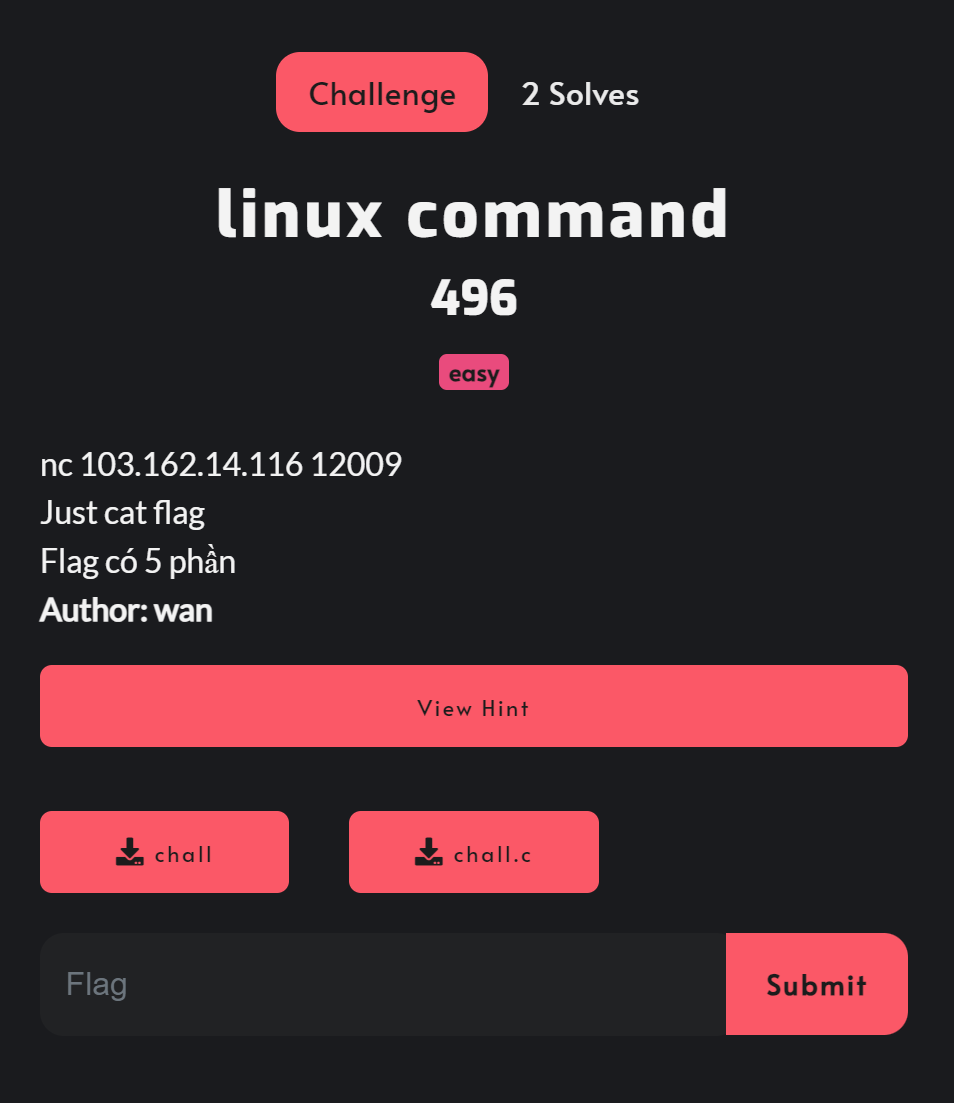 Challenge
2 Solves
linux command
496
easy
nc 103.162.14.116 12009
Just cat flag
Flag có 5 phần
Author: wan
View Hint
chall
chall.c
Flag
Submit